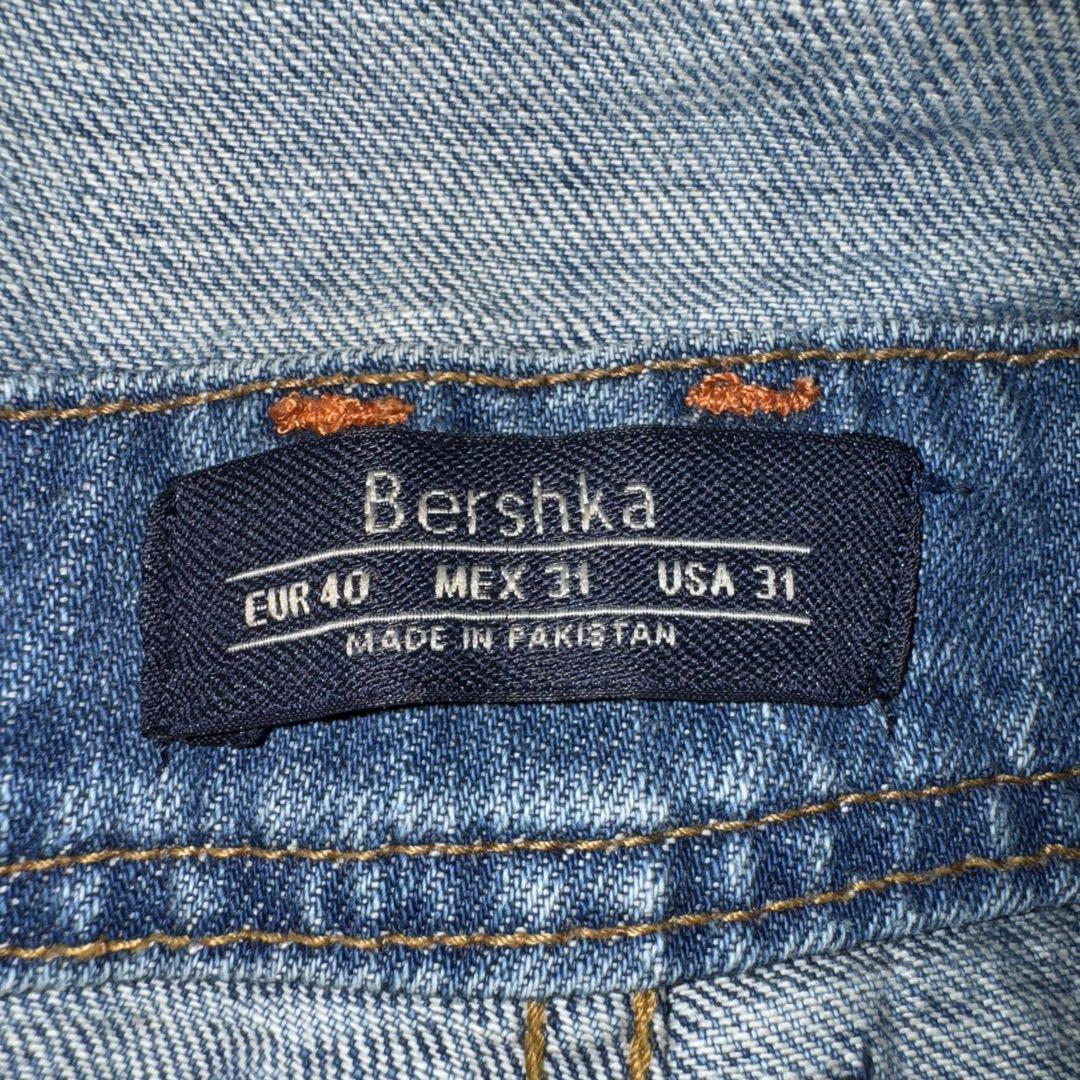 Bershka
EUR 40 MEX 31 USA 31
MADE IN PAKISTAN